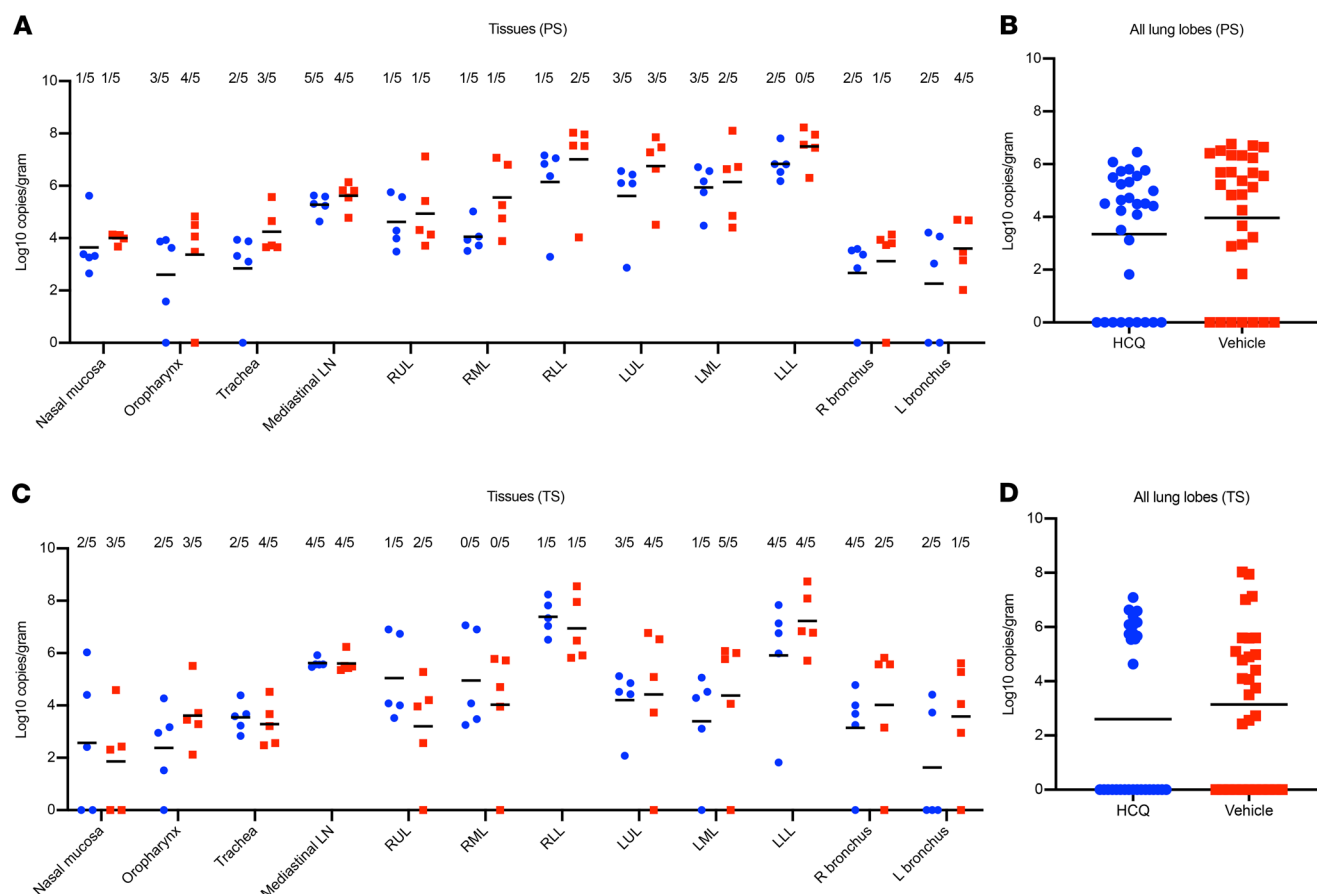 A
Tissues (PS)
1/5 1/5 3/5 4/5 2/5 3/5 5/5 4/5 1/5 1/5 1/5 1/5 1/5 2/5 3/5 3/5 3/5 2/5 2/5 0/5 2/5 1/5 2/5 4/5
10
8
6
4
2
0
Log10 copies/gram
Nasal mucosa
Oropharynx
Trachea
Mediastinal LN
RUL
RML
RLL
LUL
LML
LLL
R bronchus
L bronchus
B
All lung lobes (PS)
10
8
6
4
2
0
Log10 copies/gram
HCQ
Vehicle
C
Tissues (TS)
2/5 3/5 2/5 3/5 2/5 4/5 4/5 4/5 1/5 2/5 0/5 0/5 1/5 1/5 3/5 4/5 1/5 5/5 4/5 4/5 4/5 2/5 2/5 1/5
10
8
6
4
2
0
Log10 copies/gram
Nasal mucosa
Oropharynx
Trachea
Mediastinal LN
RUL
RML
RLL
LUL
LML
LLL
R bronchus
L bronchus
D
All lung lobes (TS)
10
8
6
4
2
0
Log10 copies/gram
HCQ
Vehicle